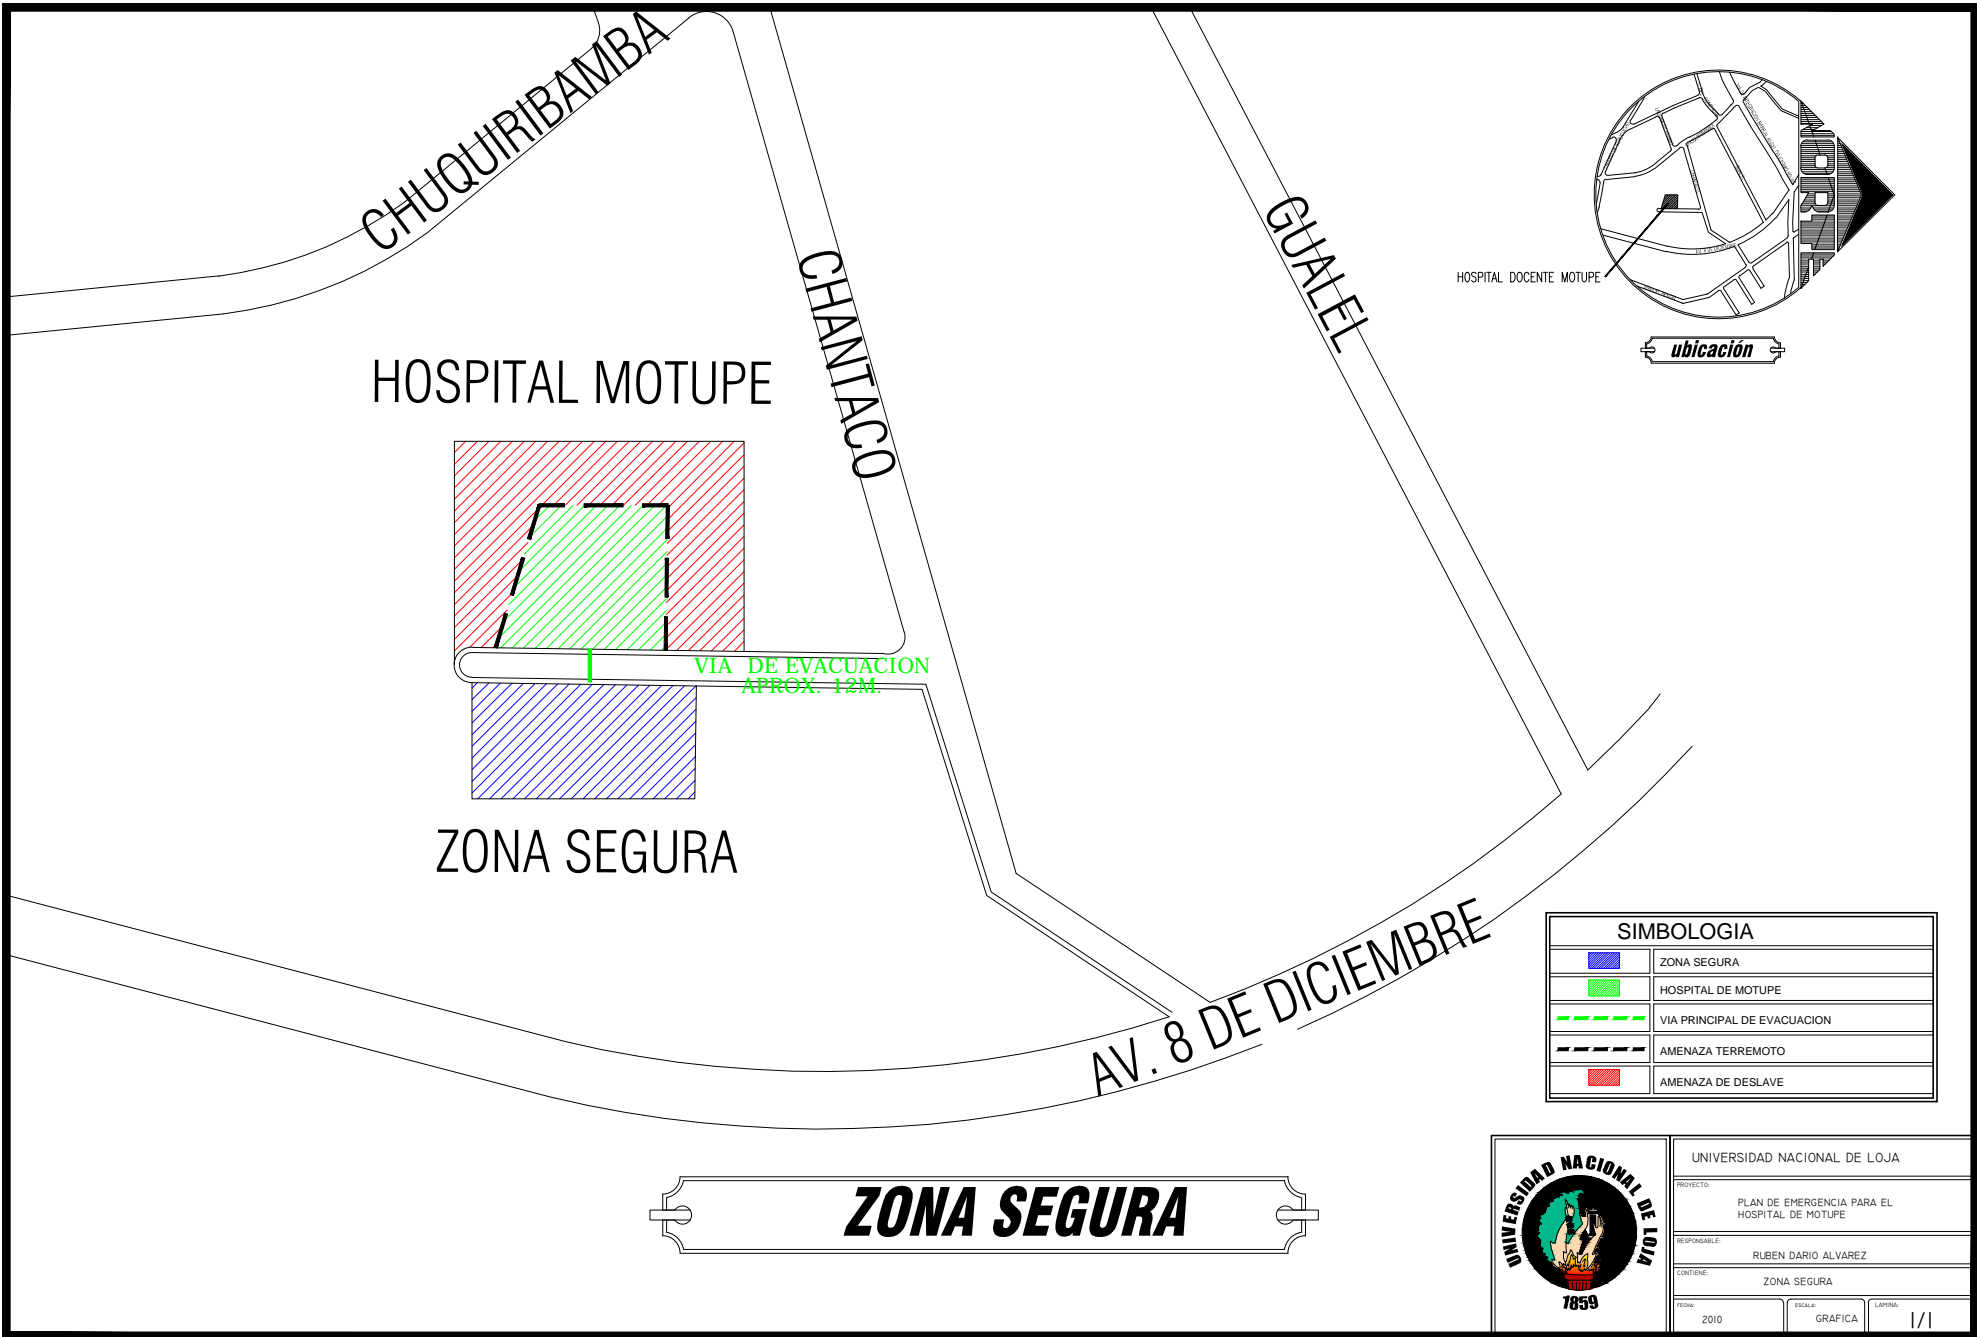 CHUQUIRIBAMBA
CHANTACO
GUALEL
NORTE
HOSPITAL DOCENTE MOTUPE
ubicación
HOSPITAL MOTUPE
VIA DE EVACUACION
APROX. 12M.
ZONA SEGURA
AV. 8 DE DICIEMBRE
SIMBOLOGIA
ZONA SEGURA
HOSPITAL DE MOTUPE
VIA PRINCIPAL DE EVACUACION
AMENAZA TERREMOTO
AMENAZA DE DESLAVE
ZONA SEGURA
UNIVERSIDAD NACIONAL DE LOJA
1859
UNIVERSIDAD NACIONAL DE LOJA
PROYECTO:
PLAN DE EMERGENCIA PARA EL
HOSPITAL DE MOTUPE
RESPONSABLE:
RUBEN DARIO ALVAREZ
CONTIENE:
ZONA SEGURA
FECHA:
2010
ESCALA:
GRAFICA
LAMINA:
1/1